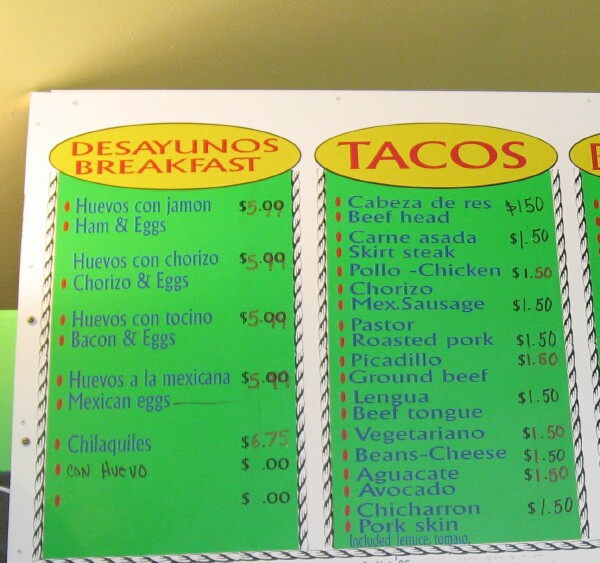 DESAYUNOS
BREAKFAST
Huevos con jamon $5.99
Ham & Eggs
Huevos con chorizo $5.99
Chorizo & Eggs
Huevos con tocino $5.99
Bacon & Eggs
Huevos a la mexicana $5.99
Mexican eggs
Chilaquiles $6.75
CON HUEVO $ .00
$ .00
TACOS
Cabeza de res $150
Beef head
Carne asada $1.50
Skirt steak
Pollo -Chicken $1.50
Chorizo
Mex.Sausage $1.50
Pastor
Roasted pork $1.50
Picadillo $1.50
Ground beef
Lengua $1.50
Beef tongue
Vegetariano $1.50
Beans-Cheese $1.50
Aguacate $1.50
Avocado
Chicharron $1.50
Pork skin
Included lettuce, tomato,